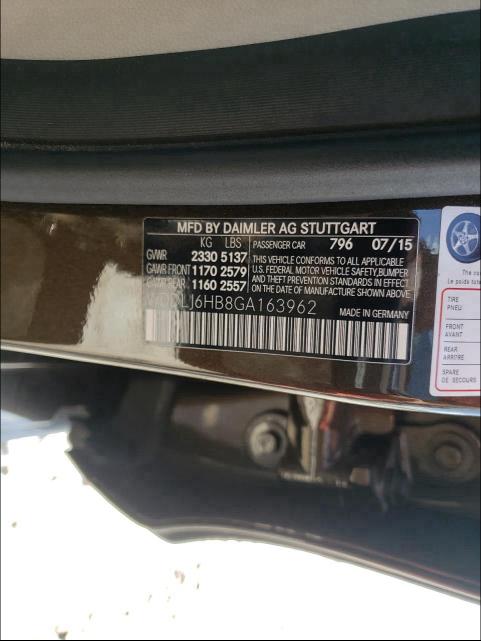 MFD BY DAIMLER AG STUTTGART
KG LBS PASSENGER CAR 796 07/15
GVWR 2330 5137
GAWR FRONT 1170 2579
GAWR REAR 1160 2557
THIS VEHICLE CONFORMS TO ALL APPLICABLE
U.S. FEDERAL MOTOR VEHICLE SAFETY, BUMPER
AND THEFT PREVENTION STANDARDS IN EFFECT
ON THE DATE OF MANUFACTURE SHOWN ABOVE
MADE IN GERMANY
TIRE
PNEU
FRONT
AVANT
REAR
ARRIÈRE
SPARE
DE SECOURS